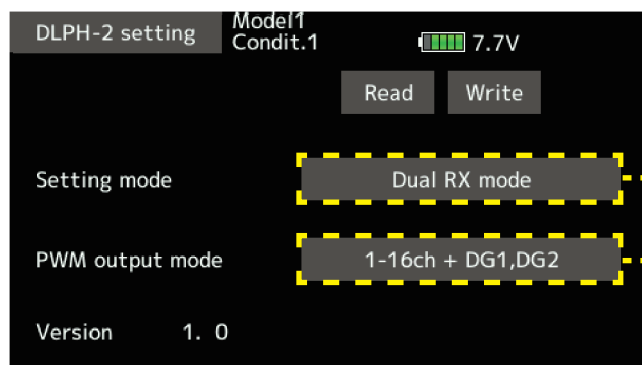 DLPH-2 setting
Model1
Condit.1
7.7V
Read
Write
Setting mode
Dual RX mode
PWM output mode
1-16ch + DG1,DG2
Version 1. 0